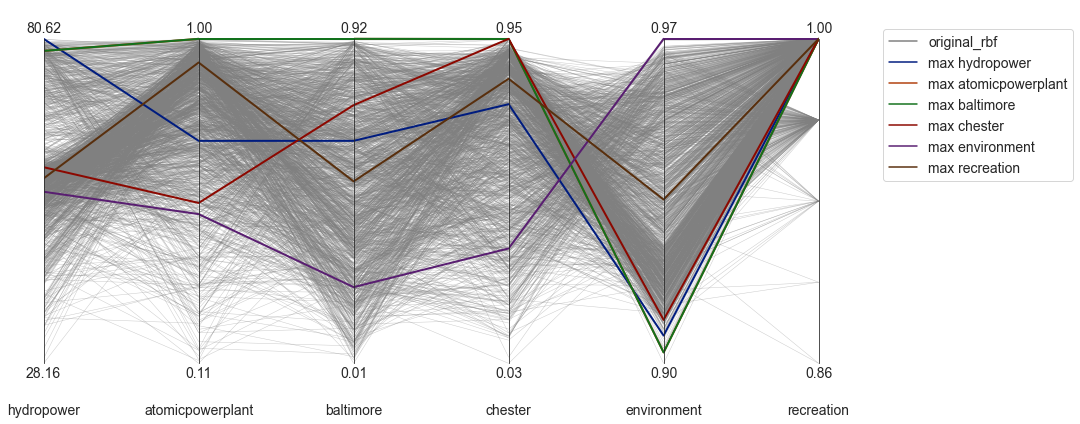 80.62 1.00 0.92 0.95 0.97 1.00
original_rbf
max hydropower
max atomicpowerplant
max baltimore
max chester
max environment
max recreation
28.16 0.11 0.01 0.03 0.90 0.86
hydropower atomicpowerplant baltimore chester environment recreation